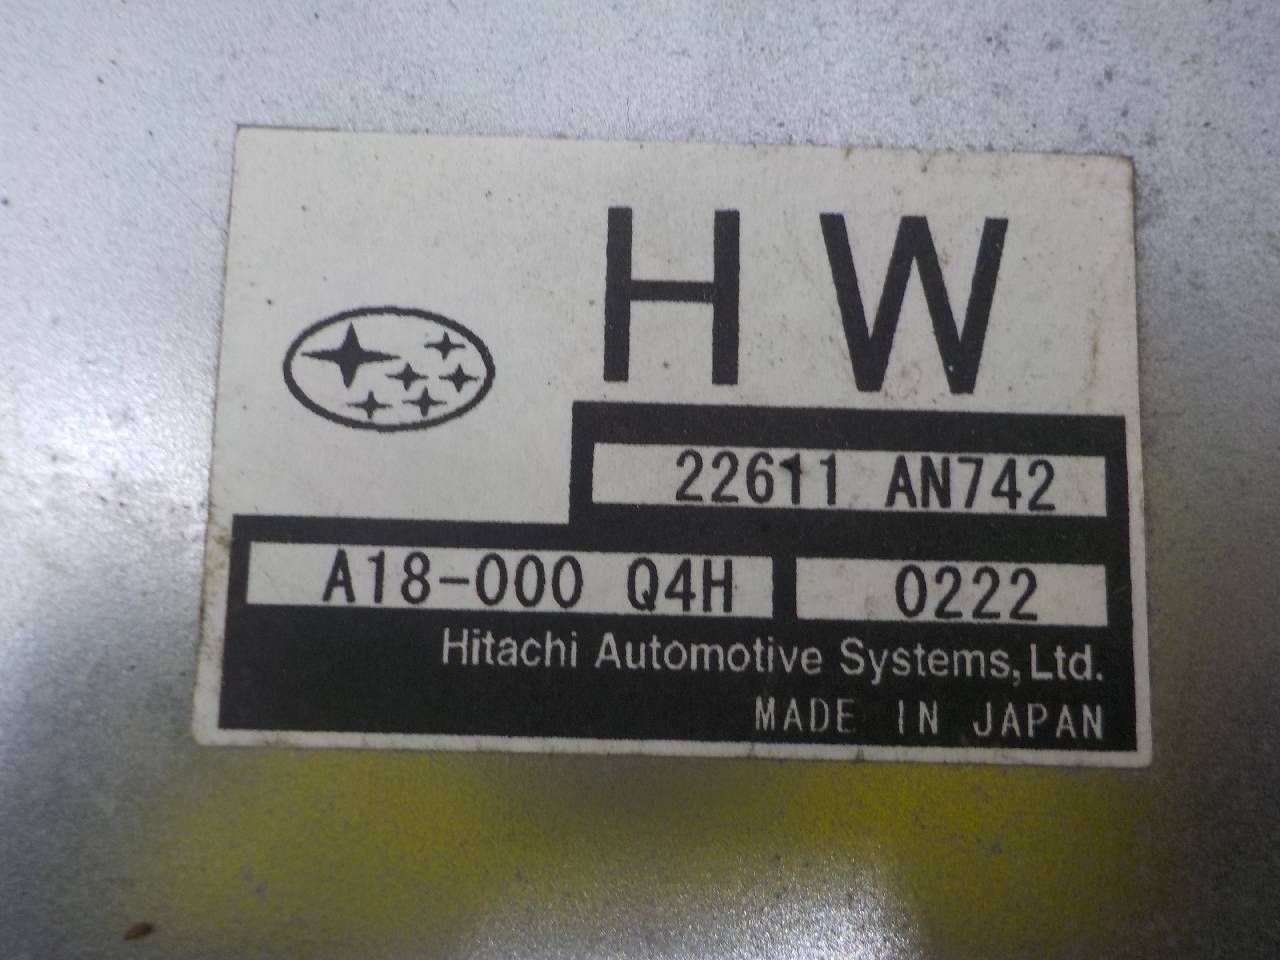 HW
22611 AN742
A18-000 Q4H 0222
Hitachi Automotive Systems, Ltd.
MADE IN JAPAN